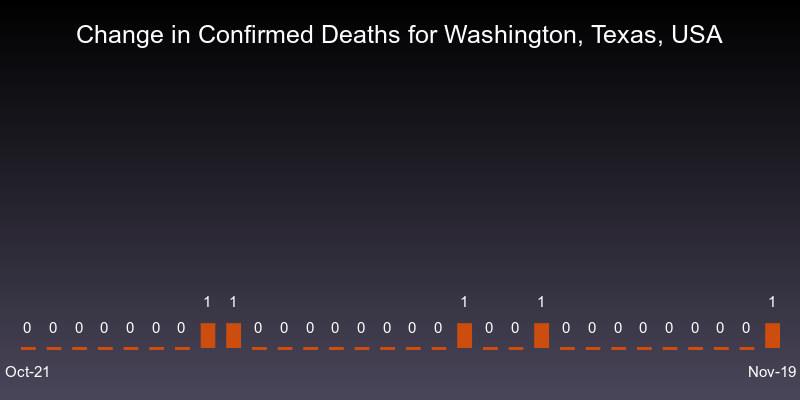 Change in Confirmed Deaths for Washington, Texas, USA
0 0 0 0 0 0 0 1 1 0 0 0 0 0 0 0 0 1 0 0 1 0 0 0 0 0 0 0 0 1
Oct-21 Nov-19